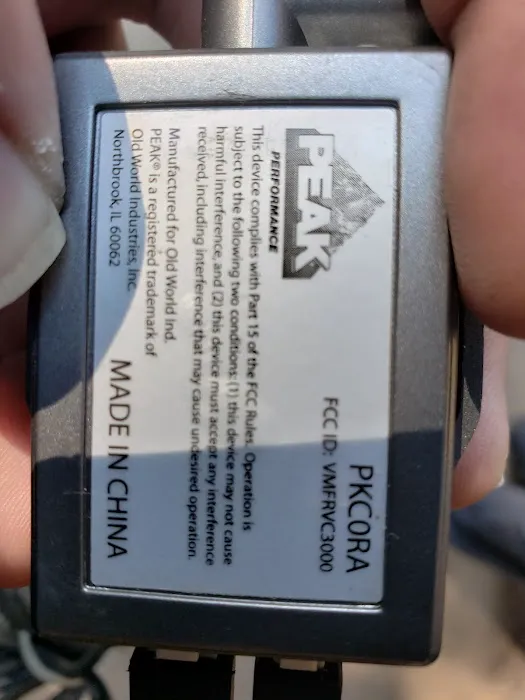 PEAK
PERFORMANCE
PKC0RA
FCC ID: VMFRVC3000
This device complies with Part 15 of the FCC Rules. Operation is
subject to the following two conditions: (1) this device may not cause
harmful interference, and (2) this device must accept any interference
received, including interference that may cause undesired operation.
Manufactured for Old World Ind.
PEAK® is a registered trademark of
Old World Industries, Inc.
Northbrook, IL 60062
MADE IN CHINA